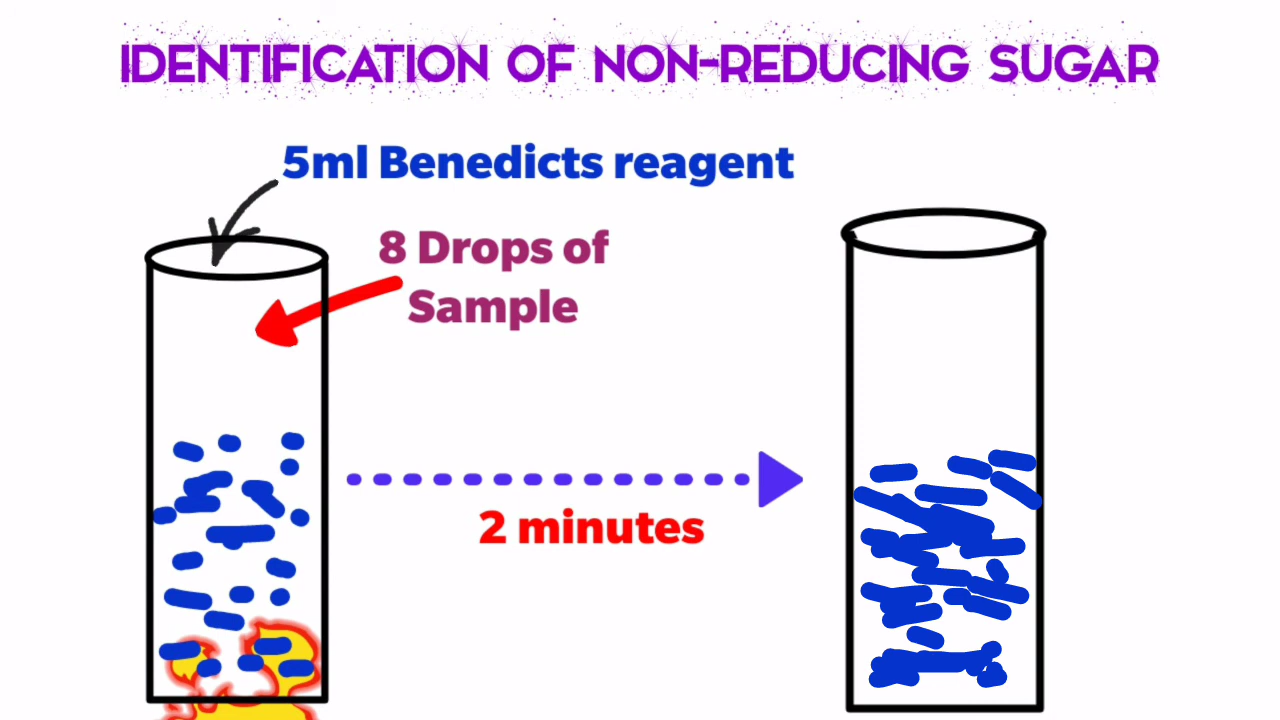 IDENTIFICATION OF NON-REDUCING SUGAR
5ml Benedicts reagent
8 Drops of
Sample
2 minutes